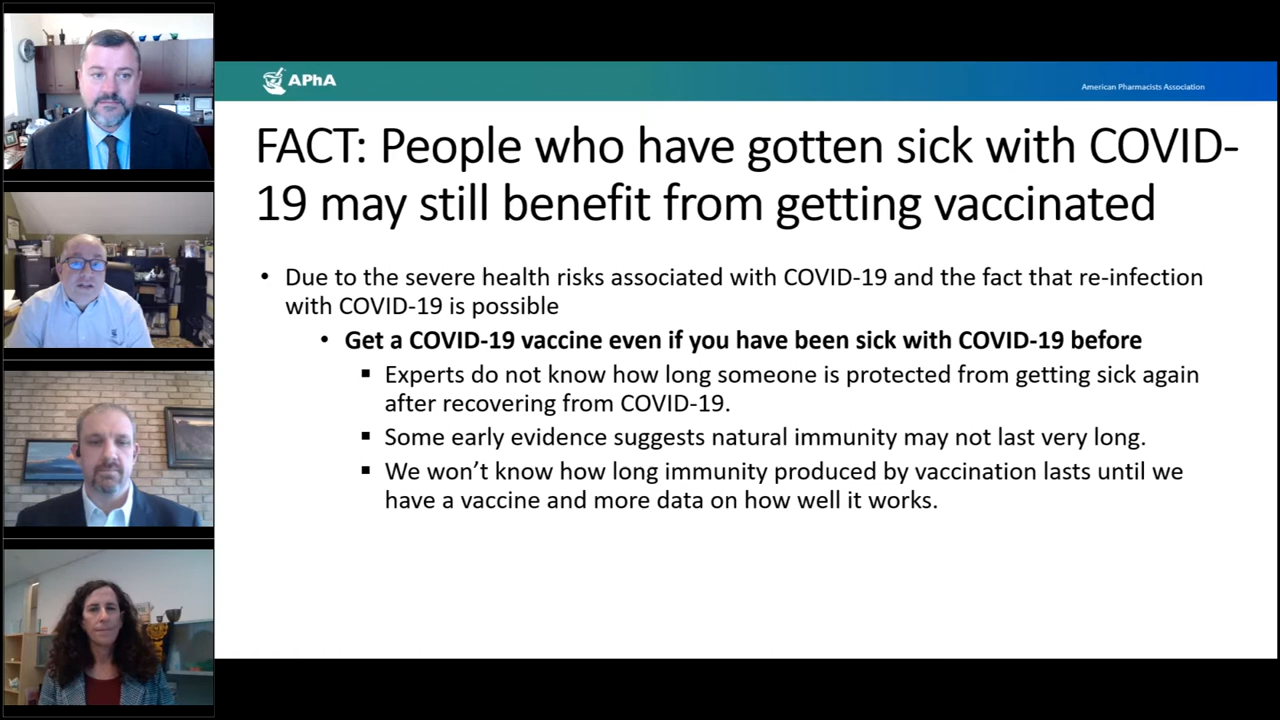 APhA
American Pharmacists Association
FACT: People who have gotten sick with COVID-
19 may still benefit from getting vaccinated
• Due to the severe health risks associated with COVID-19 and the fact that re-infection
with COVID-19 is possible
• Get a COVID-19 vaccine even if you have been sick with COVID-19 before
▪ Experts do not know how long someone is protected from getting sick again
after recovering from COVID-19.
▪ Some early evidence suggests natural immunity may not last very long.
▪ We won’t know how long immunity produced by vaccination lasts until we
have a vaccine and more data on how well it works.